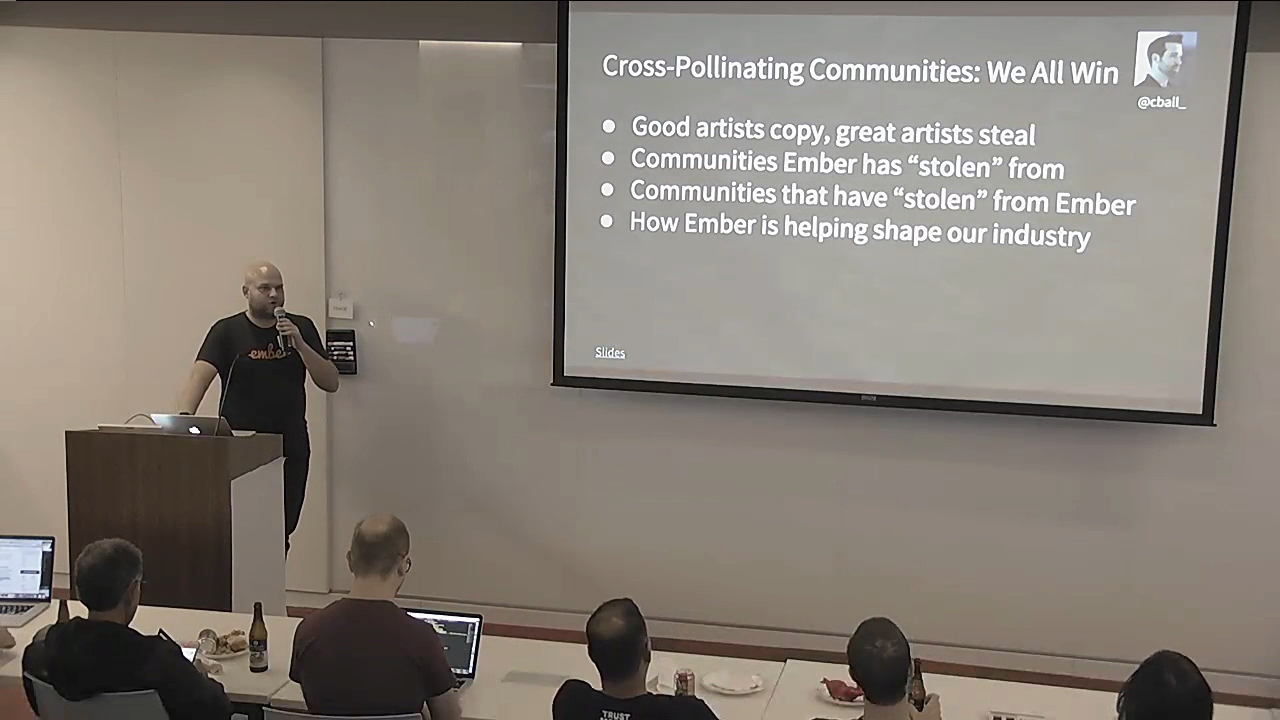 Cross-Pollinating Communities: We All Win
@cball_
● Good artists copy, great artists steal
● Communities Ember has “stolen” from
● Communities that have “stolen” from Ember
● How Ember is helping shape our industry
Slides
ember
TRUST